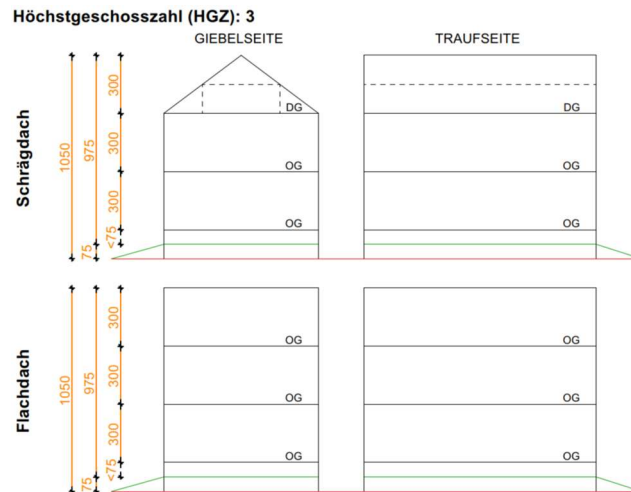 Höchstgeschosszahl (HGZ): 3
GIEBELSEITE
TRAUFSEITE
Schrägdach
1050
975
75
300
300
300
<75
DG
OG
OG
DG
OG
OG
Flachdach
1050
975
75
300
300
300
<75
OG
OG
OG
OG
OG
OG